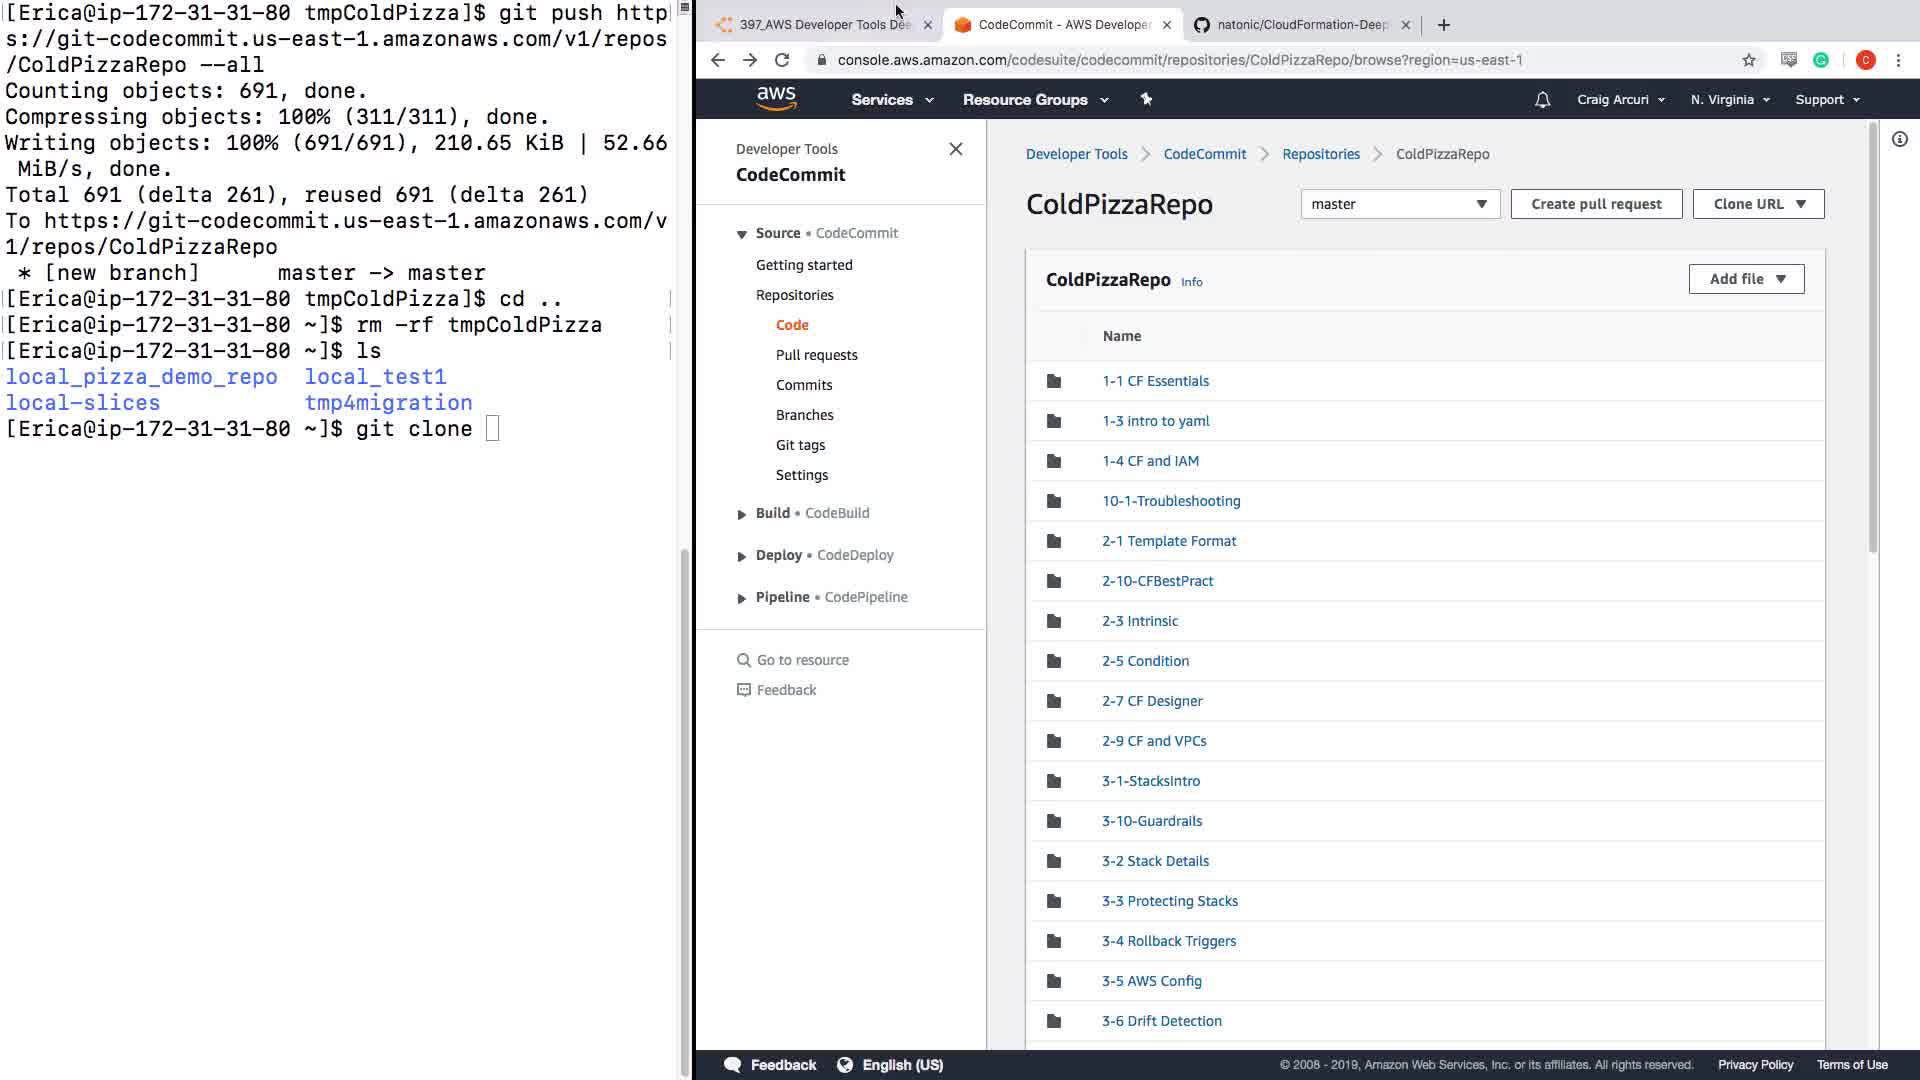 [Erica@ip-172-31-31-80 tmpColdPizza]$ git push http
s://git-codecommit.us-east-1.amazonaws.com/v1/repos
/ColdPizzaRepo --all
Counting objects: 691, done.
Compressing objects: 100% (311/311), done.
Writing objects: 100% (691/691), 210.65 KiB | 52.66
MiB/s, done.
Total 691 (delta 261), reused 691 (delta 261)
To https://git-codecommit.us-east-1.amazonaws.com/v
1/repos/ColdPizzaRepo
* [new branch]      master -> master
[Erica@ip-172-31-31-80 tmpColdPizza]$ cd ..
[Erica@ip-172-31-31-80 ~]$ rm -rf tmpColdPizza
[Erica@ip-172-31-31-80 ~]$ ls
local_pizza_demo_repo  local_test1
local-slices           tmp4migration
[Erica@ip-172-31-31-80 ~]$ git clone
397_AWS Developer Tools Dee
CodeCommit - AWS Developer
natonic/CloudFormation-Deep
console.aws.amazon.com/codesuite/codecommit/repositories/ColdPizzaRepo/browse?region=us-east-1
C
aws
Services
Resource Groups
Craig Arcuri
N. Virginia
Support
Developer Tools
CodeCommit
Source • CodeCommit
Getting started
Repositories
Code
Pull requests
Commits
Branches
Git tags
Settings
Build • CodeBuild
Deploy • CodeDeploy
Pipeline • CodePipeline
Go to resource
Feedback
Developer Tools
CodeCommit
Repositories
ColdPizzaRepo
ColdPizzaRepo
master
Create pull request
Clone URL
ColdPizzaRepo Info
Add file
Name
1-1 CF Essentials
1-3 intro to yaml
1-4 CF and IAM
10-1-Troubleshooting
2-1 Template Format
2-10-CFBestPract
2-3 Intrinsic
2-5 Condition
2-7 CF Designer
2-9 CF and VPCs
3-1-StacksIntro
3-10-Guardrails
3-2 Stack Details
3-3 Protecting Stacks
3-4 Rollback Triggers
3-5 AWS Config
3-6 Drift Detection
Feedback
English (US)
© 2008 - 2019, Amazon Web Services, Inc. or its affiliates. All rights reserved.
Privacy Policy
Terms of Use